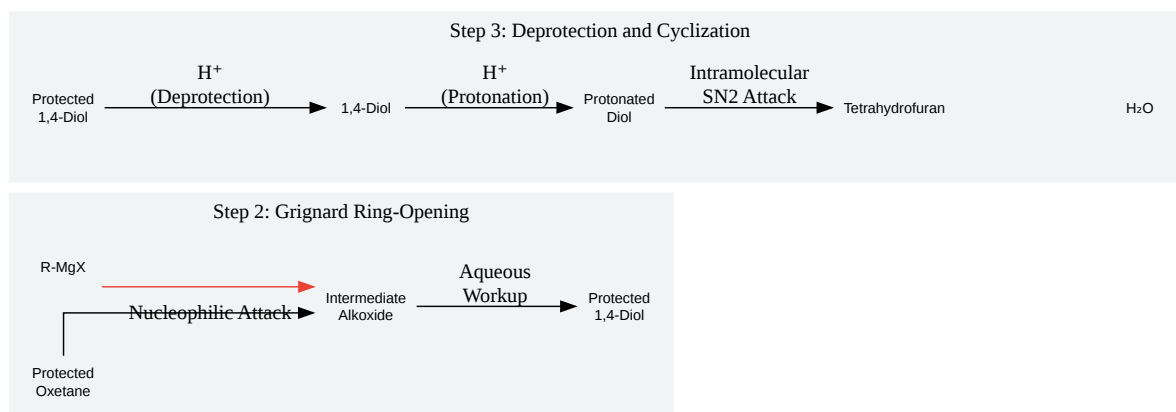 Step 3: Deprotection and Cyclization
H⁺
(Deprotection)
H⁺
(Protonation)
Intramolecular
SN2 Attack
Protected
1,4-Diol
1,4-Diol
Protonated
Diol
Tetrahydrofuran
H₂O
Step 2: Grignard Ring-Opening
R-MgX
Nucleophilic Attack
Intermediate
Alkoxide
Aqueous
Workup
Protected
1,4-Diol
Protected
Oxetane